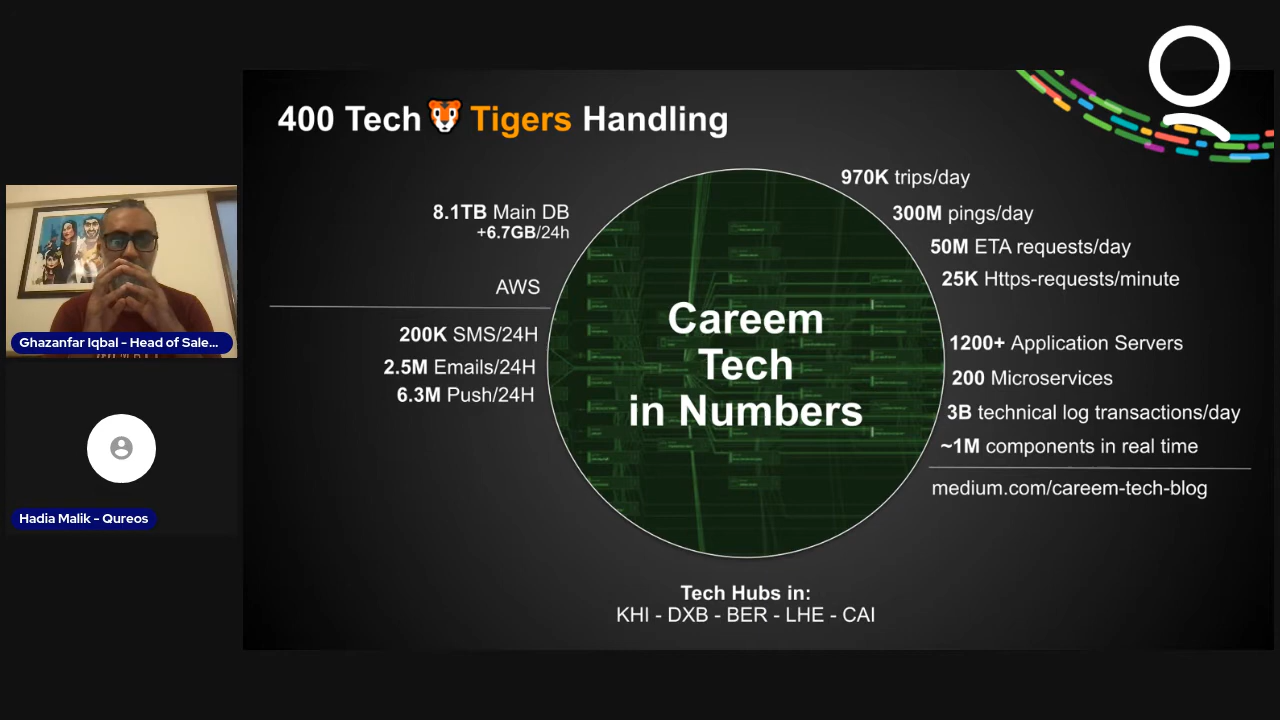 400 Tech 🐯 Tigers Handling
8.1TB Main DB
+6.7GB/24h
AWS
200K SMS/24H
2.5M Emails/24H
6.3M Push/24H
Careem
Tech
in Numbers
970K trips/day
300M pings/day
50M ETA requests/day
25K Https-requests/minute
1200+ Application Servers
200 Microservices
3B technical log transactions/day
~1M components in real time
medium.com/careem-tech-blog
Tech Hubs in:
KHI - DXB - BER - LHE - CAI
Ghazanfar Iqbal - Head of Sale...
Hadia Malik - Qureos